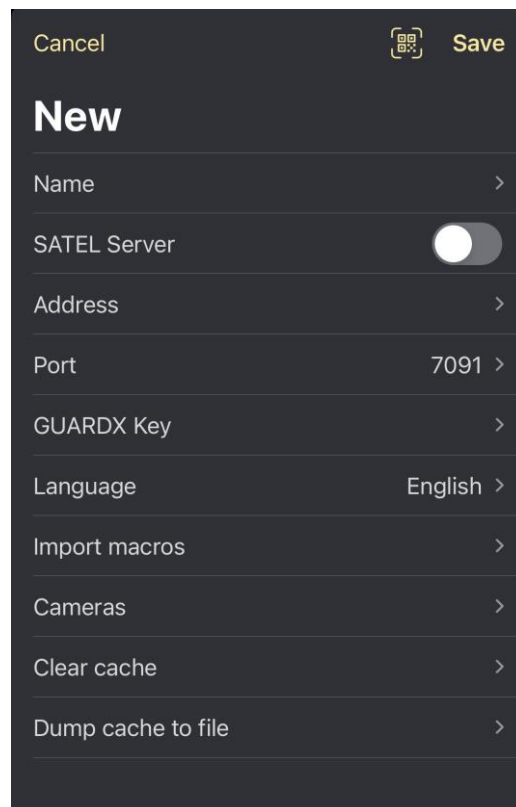 Cancel Save
New
Name
SATEL Server
Address
Port 7091
GUARDX Key
Language English
Import macros
Cameras
Clear cache
Dump cache to file